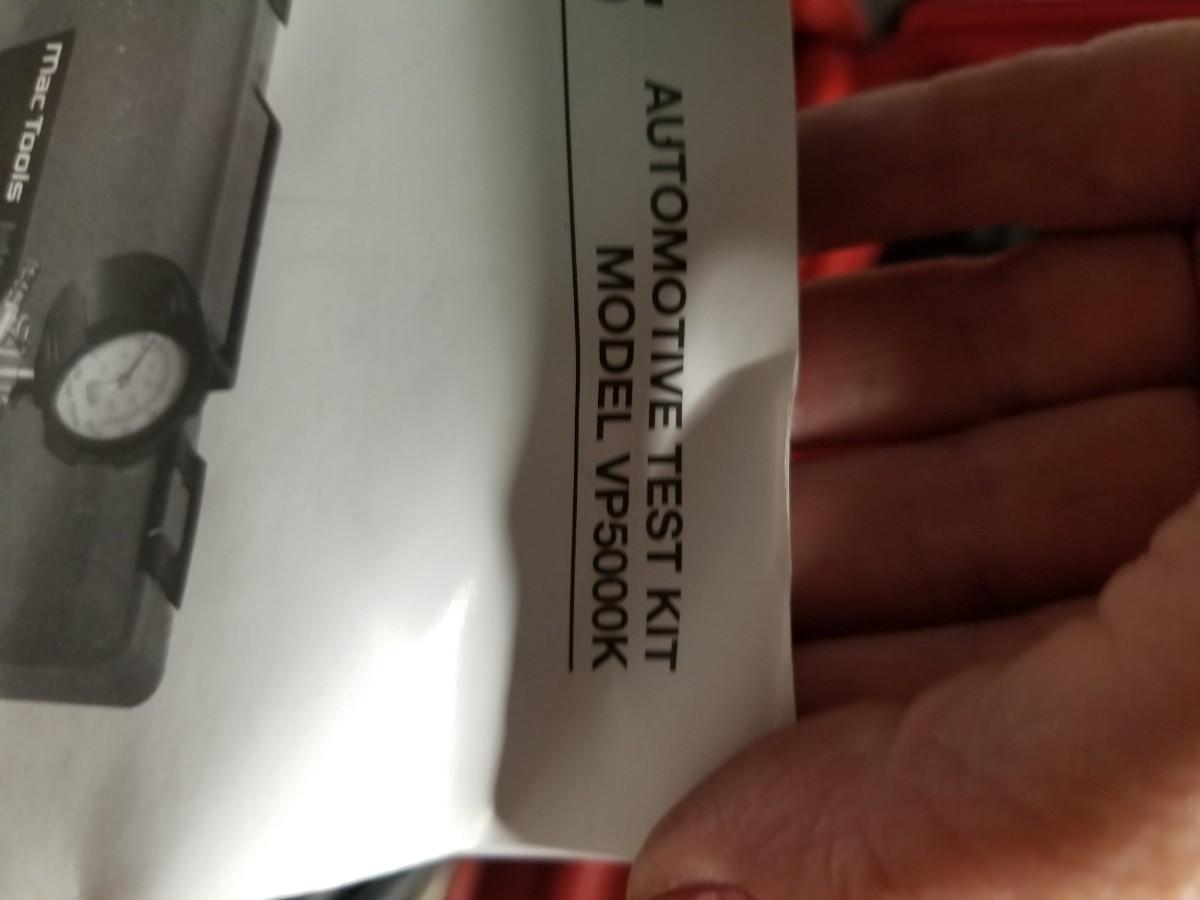 AUTOMOTIVE TEST KIT
MODEL VP5000K
mac Tools